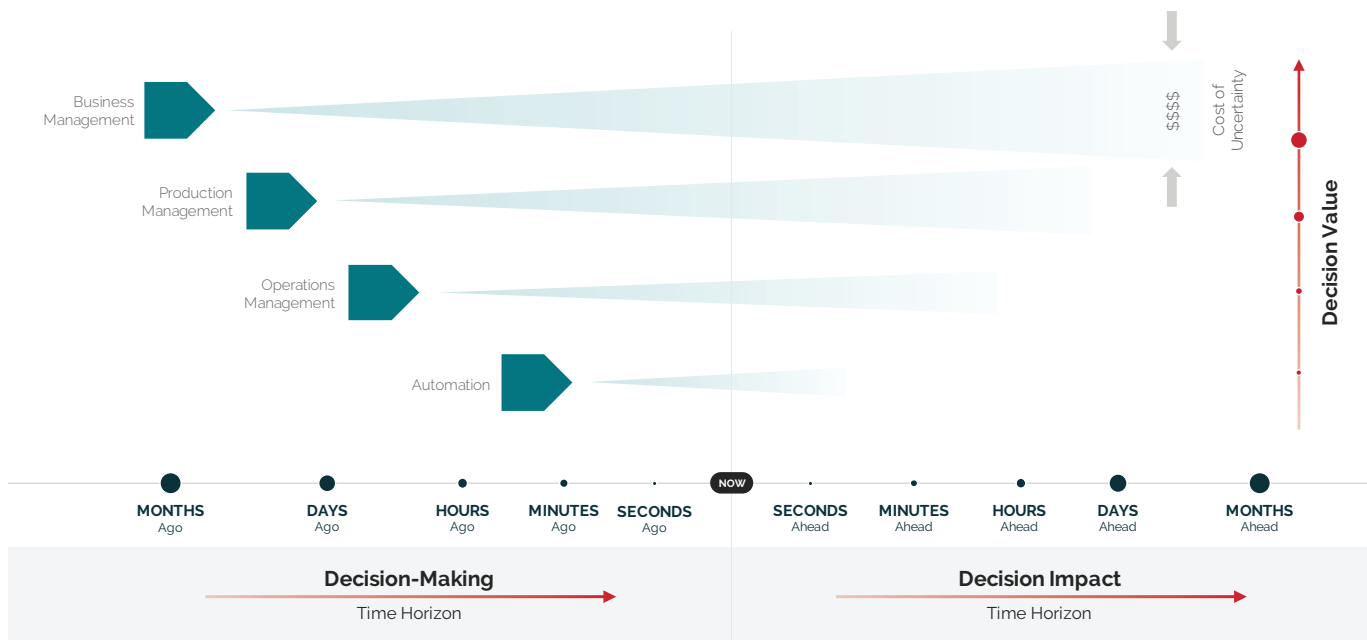 Business
Management
$$$$
Cost of
Uncertainty
Production
Management
Operations
Management
Automation
Decision Value
NOW
MONTHS
Ago
DAYS
Ago
HOURS
Ago
MINUTES
Ago
SECONDS
Ago
SECONDS
Ahead
MINUTES
Ahead
HOURS
Ahead
DAYS
Ahead
MONTHS
Ahead
Decision-Making
Time Horizon
Decision Impact
Time Horizon